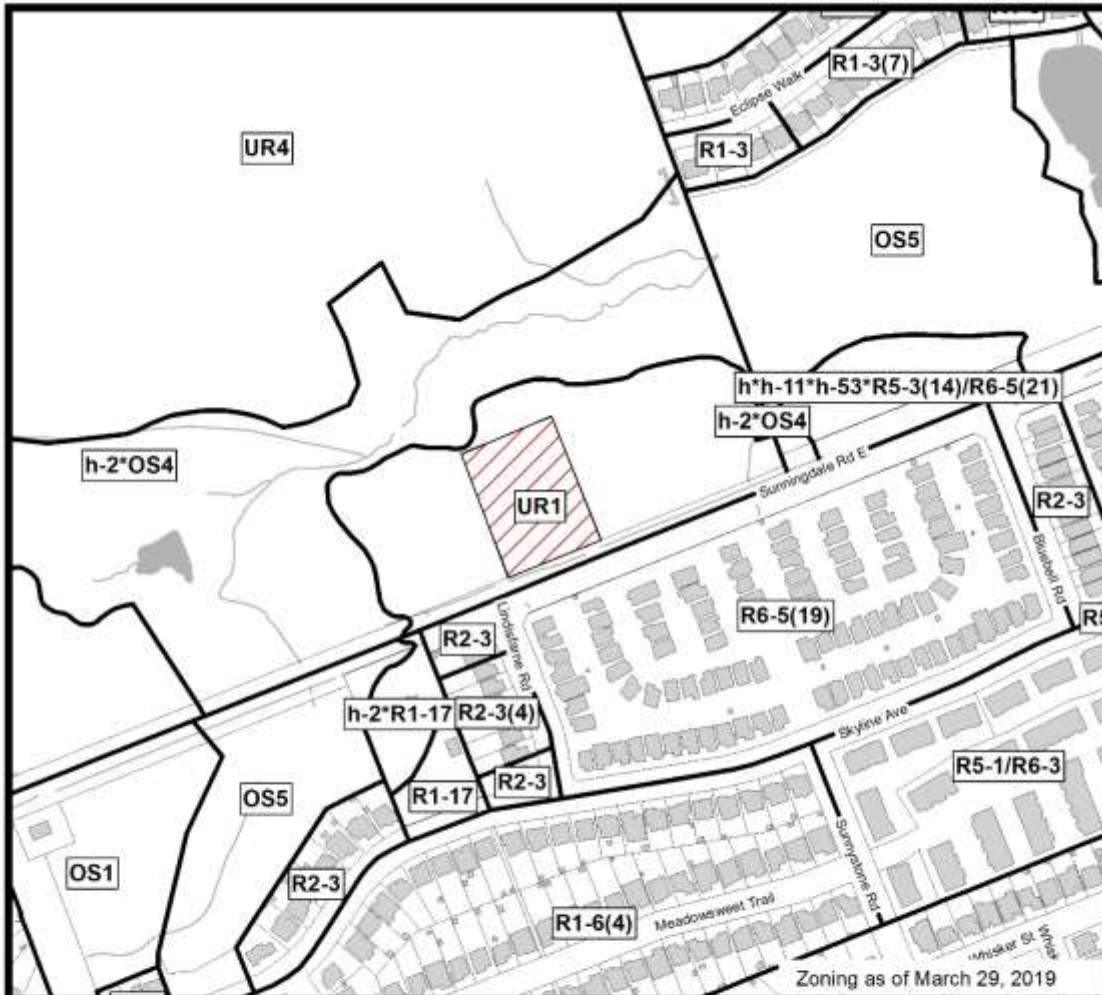 R1-3(7)
Eclipse Walk
UR4
R1-3
OS5
h*h-11*h-53*R5-3(14)/R6-5(21)
h-2*OS4
h-2*OS4
Sunningdale Rd E
UR1
R2-3
Bluebell Rd
R6-5(19)
R2-3
Lindisfarne Rd
h-2*R1-17
R2-3(4)
Skyline Ave
R5-1/R6-3
R2-3
OS5
R1-17
OS1
R2-3
Sunnystone Rd
R1-6(4)
Meadowsweet Trail
Whisker St
Zoning as of March 29, 2019